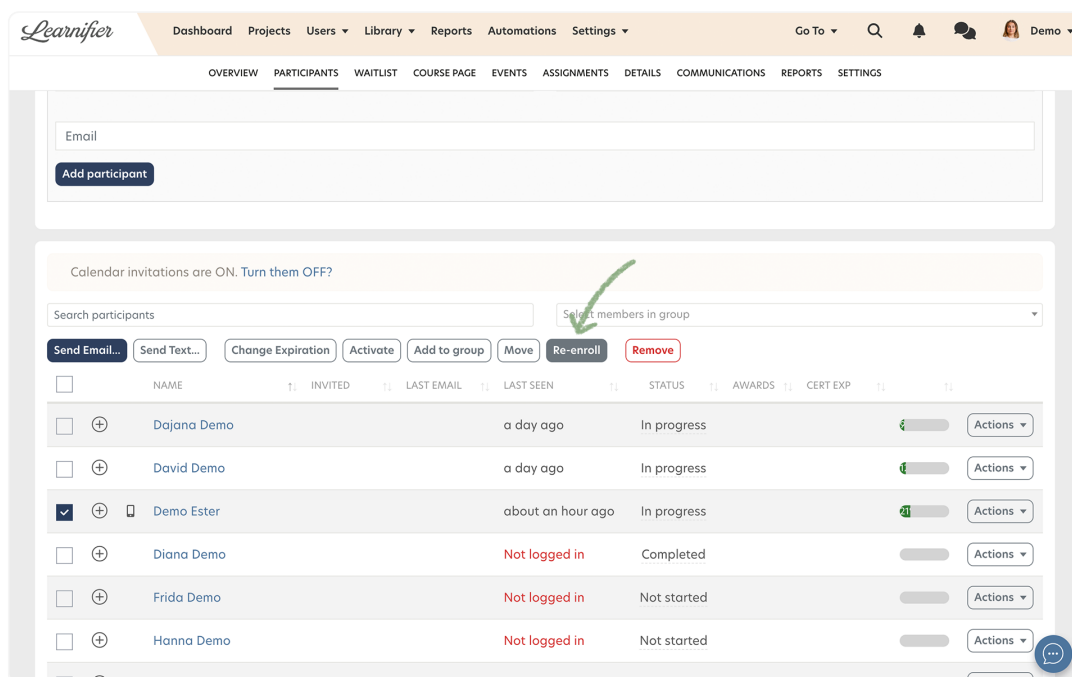 Learnifier Dashboard Projects Users Library Reports Automations Settings Go To Demo
OVERVIEW PARTICIPANTS WAITLIST COURSE PAGE EVENTS ASSIGNMENTS DETAILS COMMUNICATIONS REPORTS SETTINGS
Email
Add participant
Calendar invitations are ON. Turn them OFF?
Search participants Select members in group
Send Email... Send Text... Change Expiration Activate Add to group Move Re-enroll Remove
NAME INVITED LAST EMAIL LAST SEEN STATUS AWARDS CERT EXP
Dajana Demo a day ago In progress Actions
David Demo a day ago In progress Actions
Demo Ester about an hour ago In progress Actions
Diana Demo Not logged in Completed Actions
Frida Demo Not logged in Not started Actions
Hanna Demo Not logged in Not started Actions